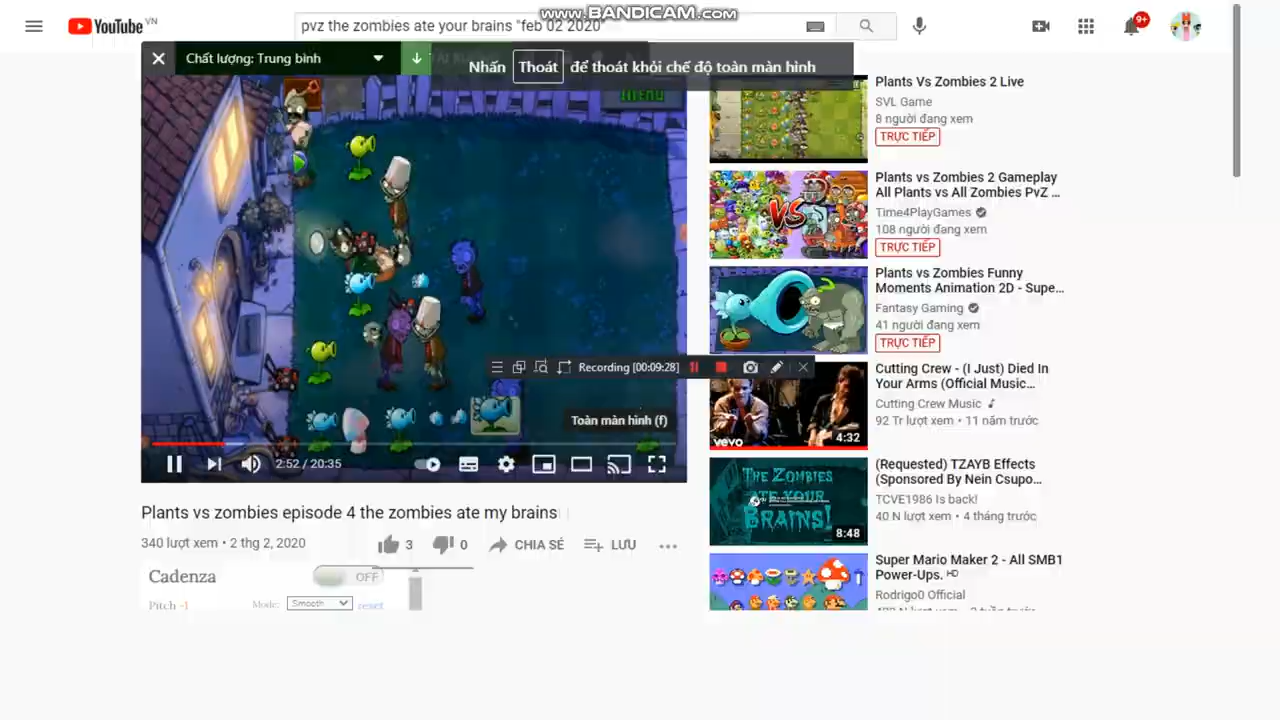 www.BANDICAM.com
YouTube VN
pvz the zombies ate your brains "feb 02 2020"
9+
Chất lượng: Trung bình
Nhấn Thoát để thoát khỏi chế độ toàn màn hình
MENU
Recording [00:09:28]
Toàn màn hình (f)
2:52 / 20:35
Plants vs zombies episode 4 the zombies ate my brains
340 lượt xem • 2 thg 2, 2020
3
0
CHIA SẺ
LƯU
Cadenza
OFF
Pitch -1
Mode: Smooth
reset
Plants Vs Zombies 2 Live
SVL Game
8 người đang xem
TRỰC TIẾP
VS
Plants vs Zombies 2 Gameplay
All Plants vs All Zombies PvZ ...
Time4PlayGames
108 người đang xem
TRỰC TIẾP
Plants vs Zombies Funny
Moments Animation 2D - Supe...
Fantasy Gaming
41 người đang xem
TRỰC TIẾP
vevo
4:32
Cutting Crew - (I Just) Died In
Your Arms (Official Music...
Cutting Crew Music
92 Tr lượt xem • 11 năm trước
THE ZOMBIES
ATE YOUR
BRAINS!
8:48
(Requested) TZAYB Effects
(Sponsored By Nein Csupo...
TCVE1986 Is back!
40 N lượt xem • 4 tháng trước
Super Mario Maker 2 - All SMB1
Power-Ups. HD
Rodrigo0 Official